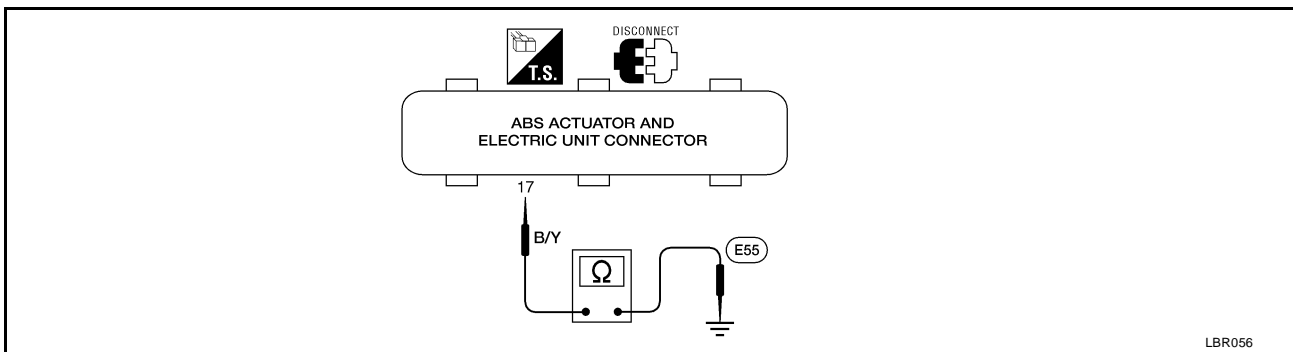 DISCONNECT
T.S.
ABS ACTUATOR AND
ELECTRIC UNIT CONNECTOR
17
B/Y
E55
Ω
LBR056